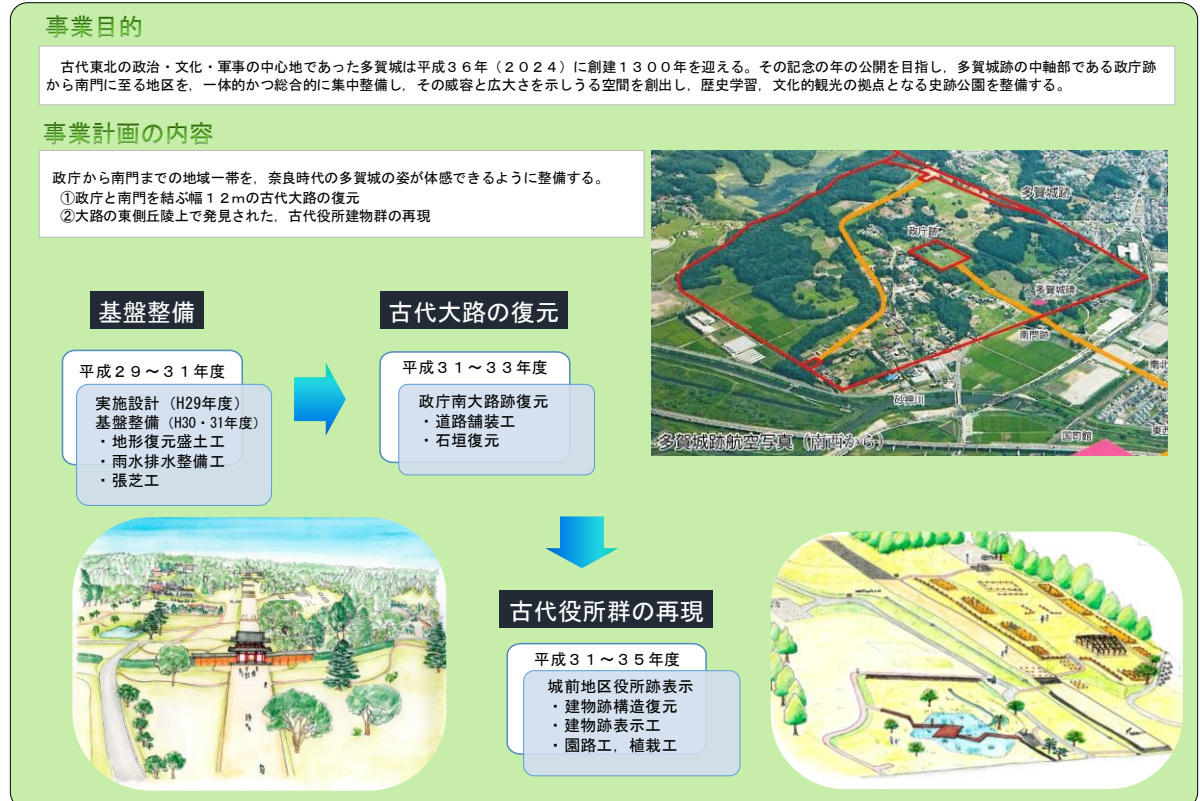 事業目的
古代東北の政治・文化・軍事の中心地であった多賀城は平成３６年（２０２４）に創建１３００年を迎える。その記念の年の公開を目指し，多賀城跡の中軸部である政庁跡
から南門に至る地区を，一体的かつ総合的に集中整備し，その威容と広大さを示しうる空間を創出し，歴史学習，文化的観光の拠点となる史跡公園を整備する。
事業計画の内容
政庁から南門までの地域一帯を，奈良時代の多賀城の姿が体感できるように整備する。
①政庁と南門を結ぶ幅１２ｍの古代大路の復元
②大路の東側丘陵上で発見された，古代役所建物群の再現
多賀城跡
政庁跡
多賀城碑
南門跡
南北
砂押川
国司館
東西
多賀城跡航空写真（南西から）
基盤整備
平成２９～３１年度
実施設計（H29年度）
基盤整備（H30・31年度）
・地形復元盛土工
・雨水排水整備工
・張芝工
古代大路の復元
平成３１～３３年度
政庁南大路跡復元
・道路舗装工
・石垣復元
古代役所群の再現
平成３１～３５年度
城前地区役所跡表示
・建物跡構造復元
・建物跡表示工
・園路工，植栽工